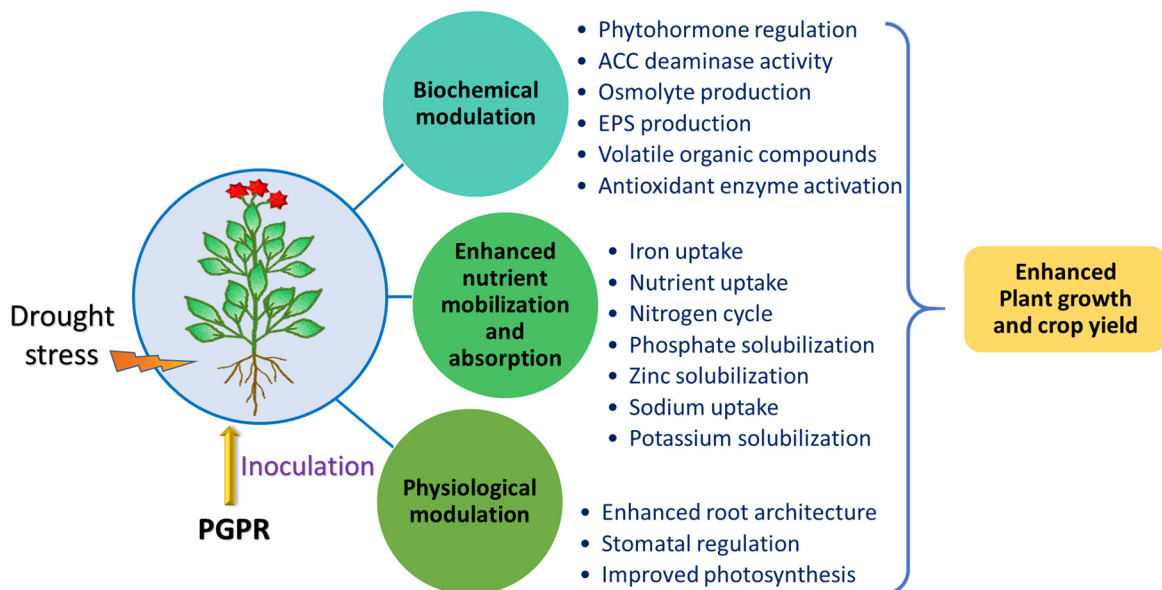 Drought
stress
Inoculation
PGPR
Biochemical
modulation
• Phytohormone regulation
• ACC deaminase activity
• Osmolyte production
• EPS production
• Volatile organic compounds
• Antioxidant enzyme activation
Enhanced
nutrient
mobilization
and
absorption
• Iron uptake
• Nutrient uptake
• Nitrogen cycle
• Phosphate solubilization
• Zinc solubilization
• Sodium uptake
• Potassium solubilization
Physiological
modulation
• Enhanced root architecture
• Stomatal regulation
• Improved photosynthesis
Enhanced
Plant growth
and crop yield